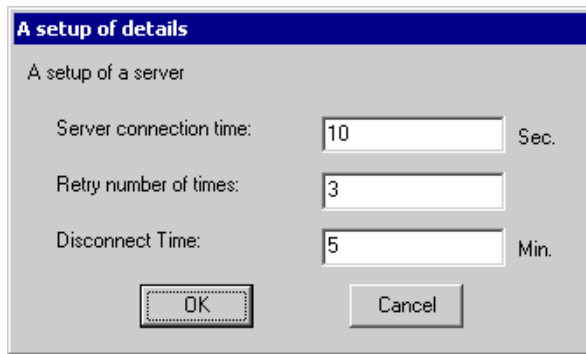 A setup of details
A setup of a server
Server connection time: 10 Sec.
Retry number of times: 3
Disconnect Time: 5 Min.
OK Cancel